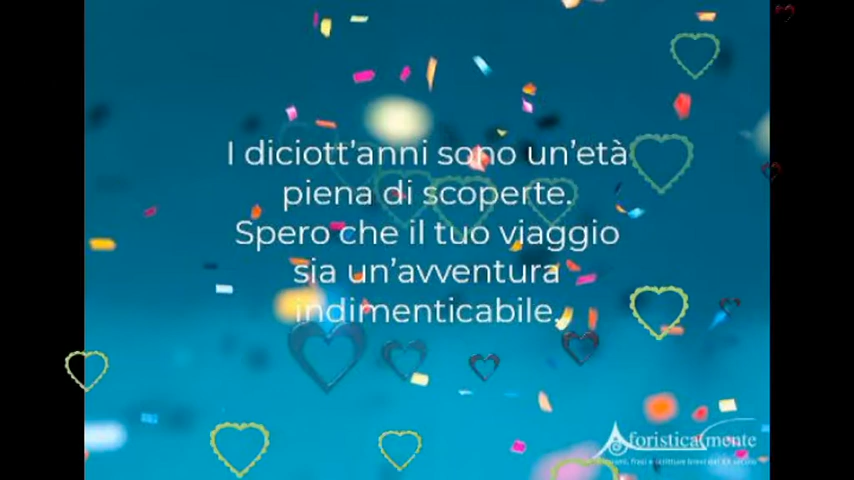 I diciott'anni sono un'età
piena di scoperte.
Spero che il tuo viaggio
sia un'avventura
indimenticabile.
Aforisticamente